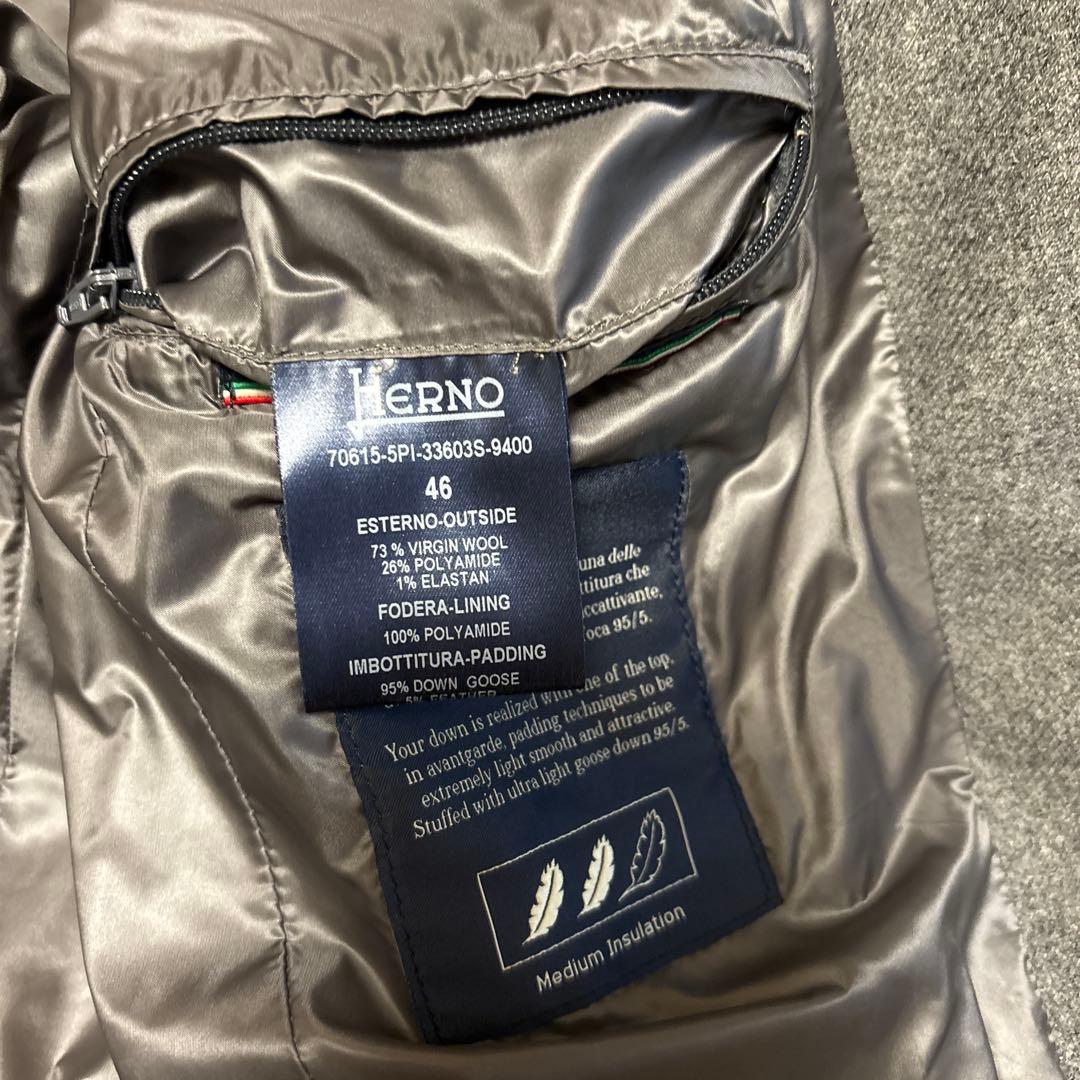 HERNO
70615-5PI-33603S-9400
46
ESTERNO-OUTSIDE
73 % VIRGIN WOOL
26% POLYAMIDE
1% ELASTAN
FODERA-LINING
100% POLYAMIDE
IMBOTTITURA-PADDING
95% DOWN GOOSE
5% FEATHER
una delle
ttitura che
ccattivante,
oca 95/5.
Your down is realized with one of the top,
in avantgarde, padding techniques to be
extremely light smooth and attractive.
Stuffed with ultra light goose down 95/5.
Medium Insulation